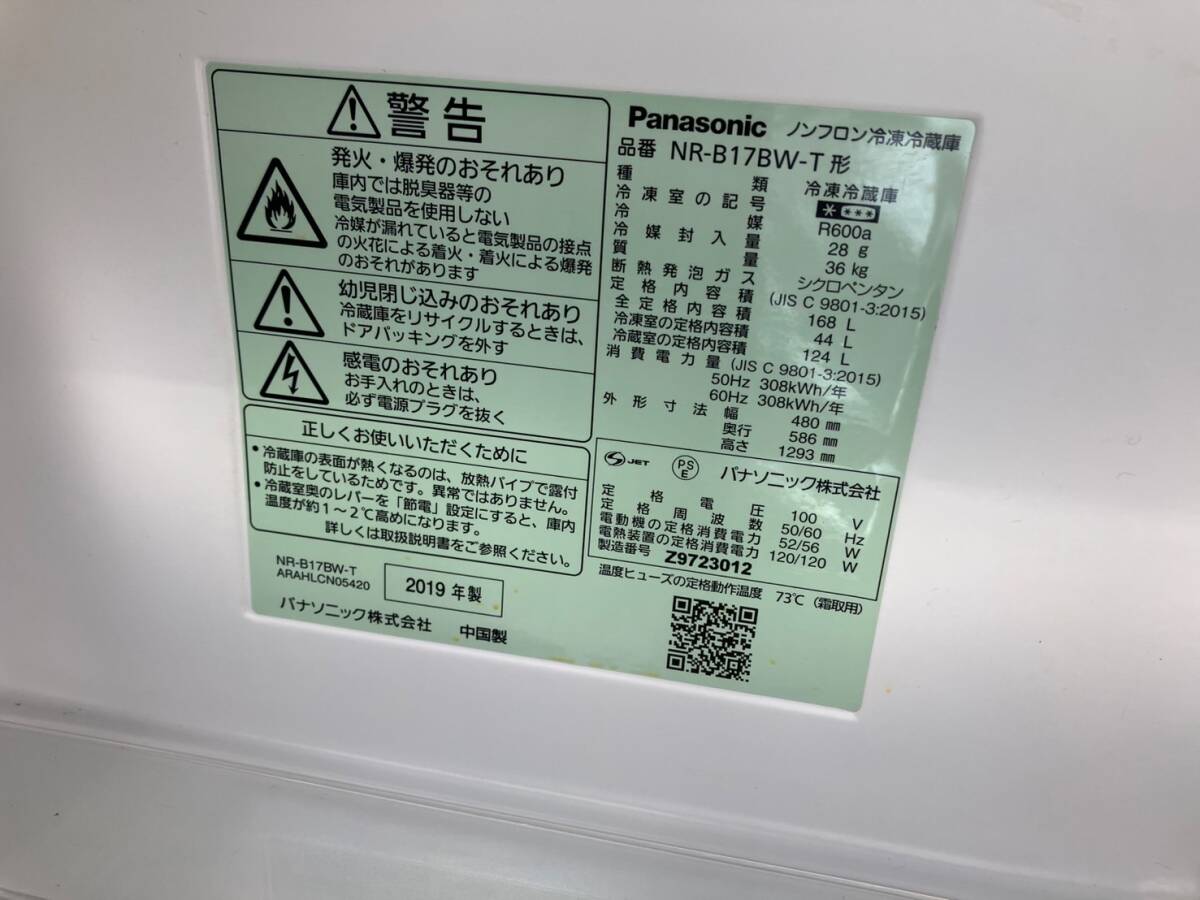 警告
発火・爆発のおそれあり
庫内では脱臭器等の
電気製品を使用しない
冷媒が漏れていると電気製品の接点
の火花による着火・着火による爆発
のおそれがあります
幼児閉じ込みのおそれあり
冷蔵庫をリサイクルするときは、
ドアパッキングを外す
感電のおそれあり
お手入れのときは、
必ず電源プラグを抜く
正しくお使いいただくために
・冷蔵庫の表面が熱くなるのは、放熱パイプで露付
防止をしているためです。異常ではありません。
・冷蔵室奥のレバーを「節電」設定にすると、庫内
温度が約1〜2℃高めになります。
詳しくは取扱説明書をご参照ください。
NR-B17BW-T
ARAHLCN05420
2019年製
パナソニック株式会社 中国製
Panasonic ノンフロン冷凍冷蔵庫
品番 NR-B17BW-T形
種類 冷凍冷蔵庫
冷凍室の記号 ****
冷媒 R600a
冷媒封入量 28 g
質量 36 kg
断熱発泡ガス シクロペンタン
定格内容積 (JIS C 9801-3:2015)
全定格内容積 168 L
冷凍室の定格内容積 44 L
冷蔵室の定格内容積 124 L
消費電力量 (JIS C 9801-3:2015)
50Hz 308kWh/年
60Hz 308kWh/年
外形寸法 幅 480 mm
奥行 586 mm
高さ 1293 mm
JET PSE パナソニック株式会社
定格電圧 100 V
定格周波数 50/60 Hz
電動機の定格消費電力 52/56 W
電熱装置の定格消費電力 120/120 W
製造番号 Z9723012
温度ヒューズの定格動作温度 73℃(霜取用)